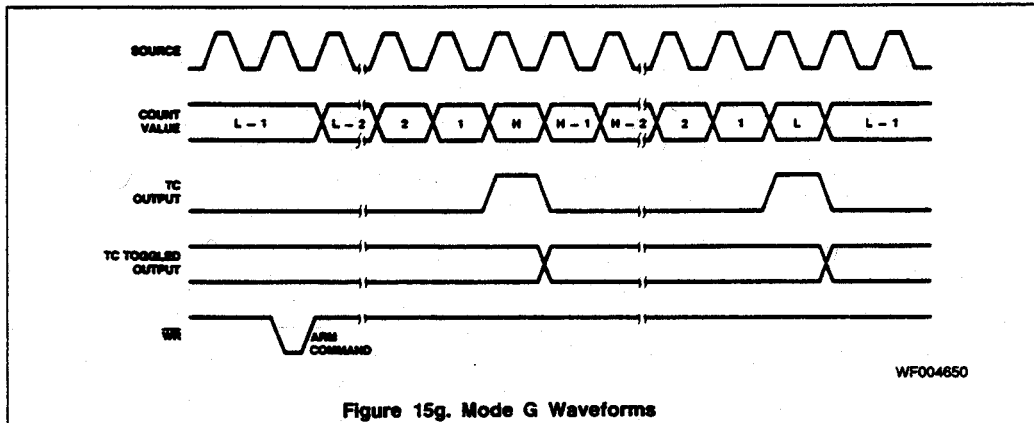 SOURCE
COUNT
VALUE
L – 1
L – 2
2
1
H
H – 1
H – 2
2
1
L
L – 1
TC
OUTPUT
TC TOGGLED
OUTPUT
WR
ARM
COMMAND
WF004650
Figure 15g. Mode G Waveforms